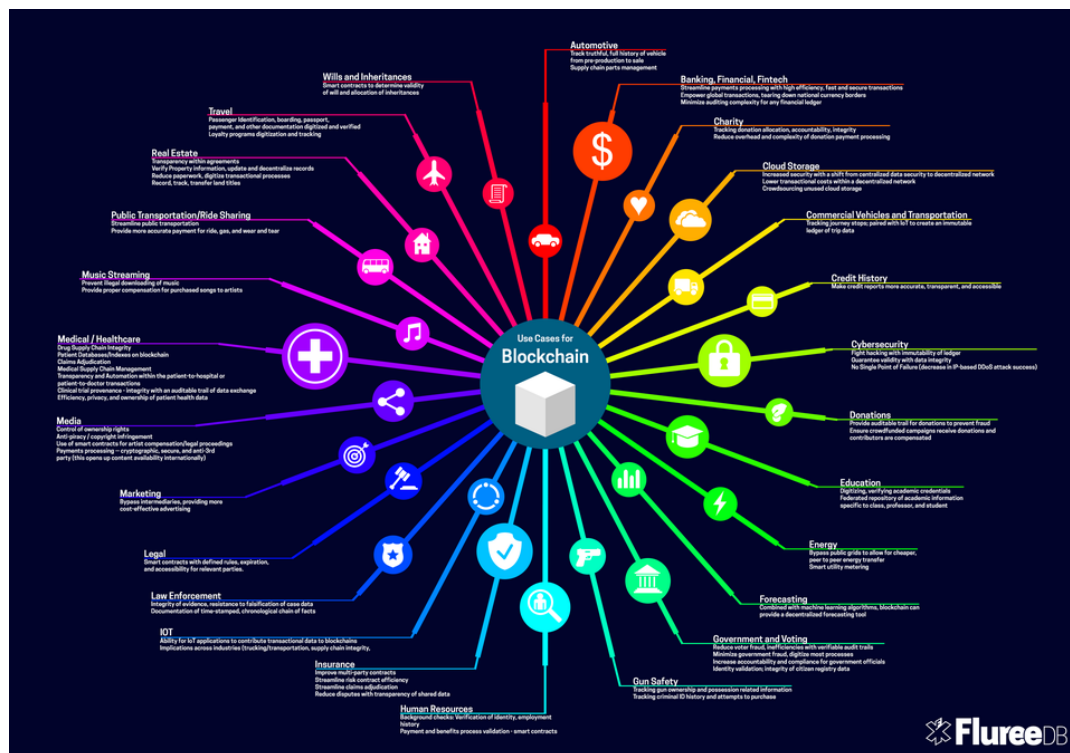 Use Cases for
Blockchain
Automotive
Track truthful, full history of vehicle
from pre-production to sale
Supply chain parts management
Banking, Financial, Fintech
Streamline payments processing with high efficiency, fast and secure transactions
Empower global transactions, tearing down national currency borders
Minimize auditing complexity for any financial ledger
Charity
Tracking donation allocation, accountability, integrity
Reduce overhead and complexity of donation payment processing
Cloud Storage
Increased security with a shift from centralized data security to decentralized network
Lower transactional costs within a decentralized network
Crowdsourcing unused cloud storage
Commercial Vehicles and Transportation
Tracking journey stops; paired with IoT to create an immutable
ledger of trip data
Credit History
Make credit reports more accurate, transparent, and accessible
Cybersecurity
Fight hacking with immutability of ledger
Guarantee validity with data integrity
No Single Point of Failure (decrease in IP-based DDoS attack success)
Donations
Provide auditable trail for donations to prevent fraud
Ensure crowdfunded campaigns receive donations and
contributors are compensated
Education
Digitizing, verifying academic credentials
Federated repository of academic information
specific to class, professor, and student
Energy
Bypass public grids to allow for cheaper,
peer to peer energy transfer
Smart utility metering
Forecasting
Combined with machine learning algorithms, blockchain can
provide a decentralized forecasting tool
Government and Voting
Reduce voter fraud, inefficiencies with verifiable audit trails
Minimize government fraud, digitize most processes
Increase accountability and compliance for government officials
Identity validation; integrity of citizen registry data
Gun Safety
Tracking gun ownership and possession related information
Tracking criminal ID history and attempts to purchase
Human Resources
Background checks: Verification of identity, employment
history
Payment and benefits process validation - smart contracts
Insurance
Improve multi-party contracts
Streamline risk contract efficiency
Streamline claims adjudication
Reduce disputes with transparency of shared data
IOT
Ability for IoT applications to contribute transactional data to blockchains
Implications across industries (trucking/transportation, supply chain integrity,
Law Enforcement
Integrity of evidence, resistance to falsification of case data
Documentation of time-stamped, chronological chain of facts
Legal
Smart contracts with defined rules, expiration,
and accessibility for relevant parties.
Marketing
Bypass intermediaries, providing more
cost-effective advertising
Media
Control of ownership rights
Anti-piracy / copyright infringement
Use of smart contracts for artist compensation/legal proceedings
Payments processing -- cryptographic, secure, and anti-3rd
party (this opens up content availability internationally)
Medical / Healthcare
Drug Supply Chain Integrity
Patient Databases/Indexes on blockchain
Claims Adjudication
Medical Supply Chain Management
Transparency and Automation within the patient-to-hospital or
patient-to-doctor transactions
Clinical trial provenance - integrity with an auditable trail of data exchange
Efficiency, privacy, and ownership of patient health data
Music Streaming
Prevent illegal downloading of music
Provide proper compensation for purchased songs to artists
Public Transportation/Ride Sharing
Streamline public transportation
Provide more accurate payment for ride, gas, and wear and tear
Real Estate
Transparency within agreements
Verify Property information, update and decentralize records
Reduce paperwork, digitize transactional processes
Record, track, transfer land titles
Travel
Passenger Identification, boarding, passport,
payment, and other documentation digitized and verified
Loyalty programs digitization and tracking
Wills and Inheritances
Smart contracts to determine validity
of will and allocation of inheritances
$
FlureeDB